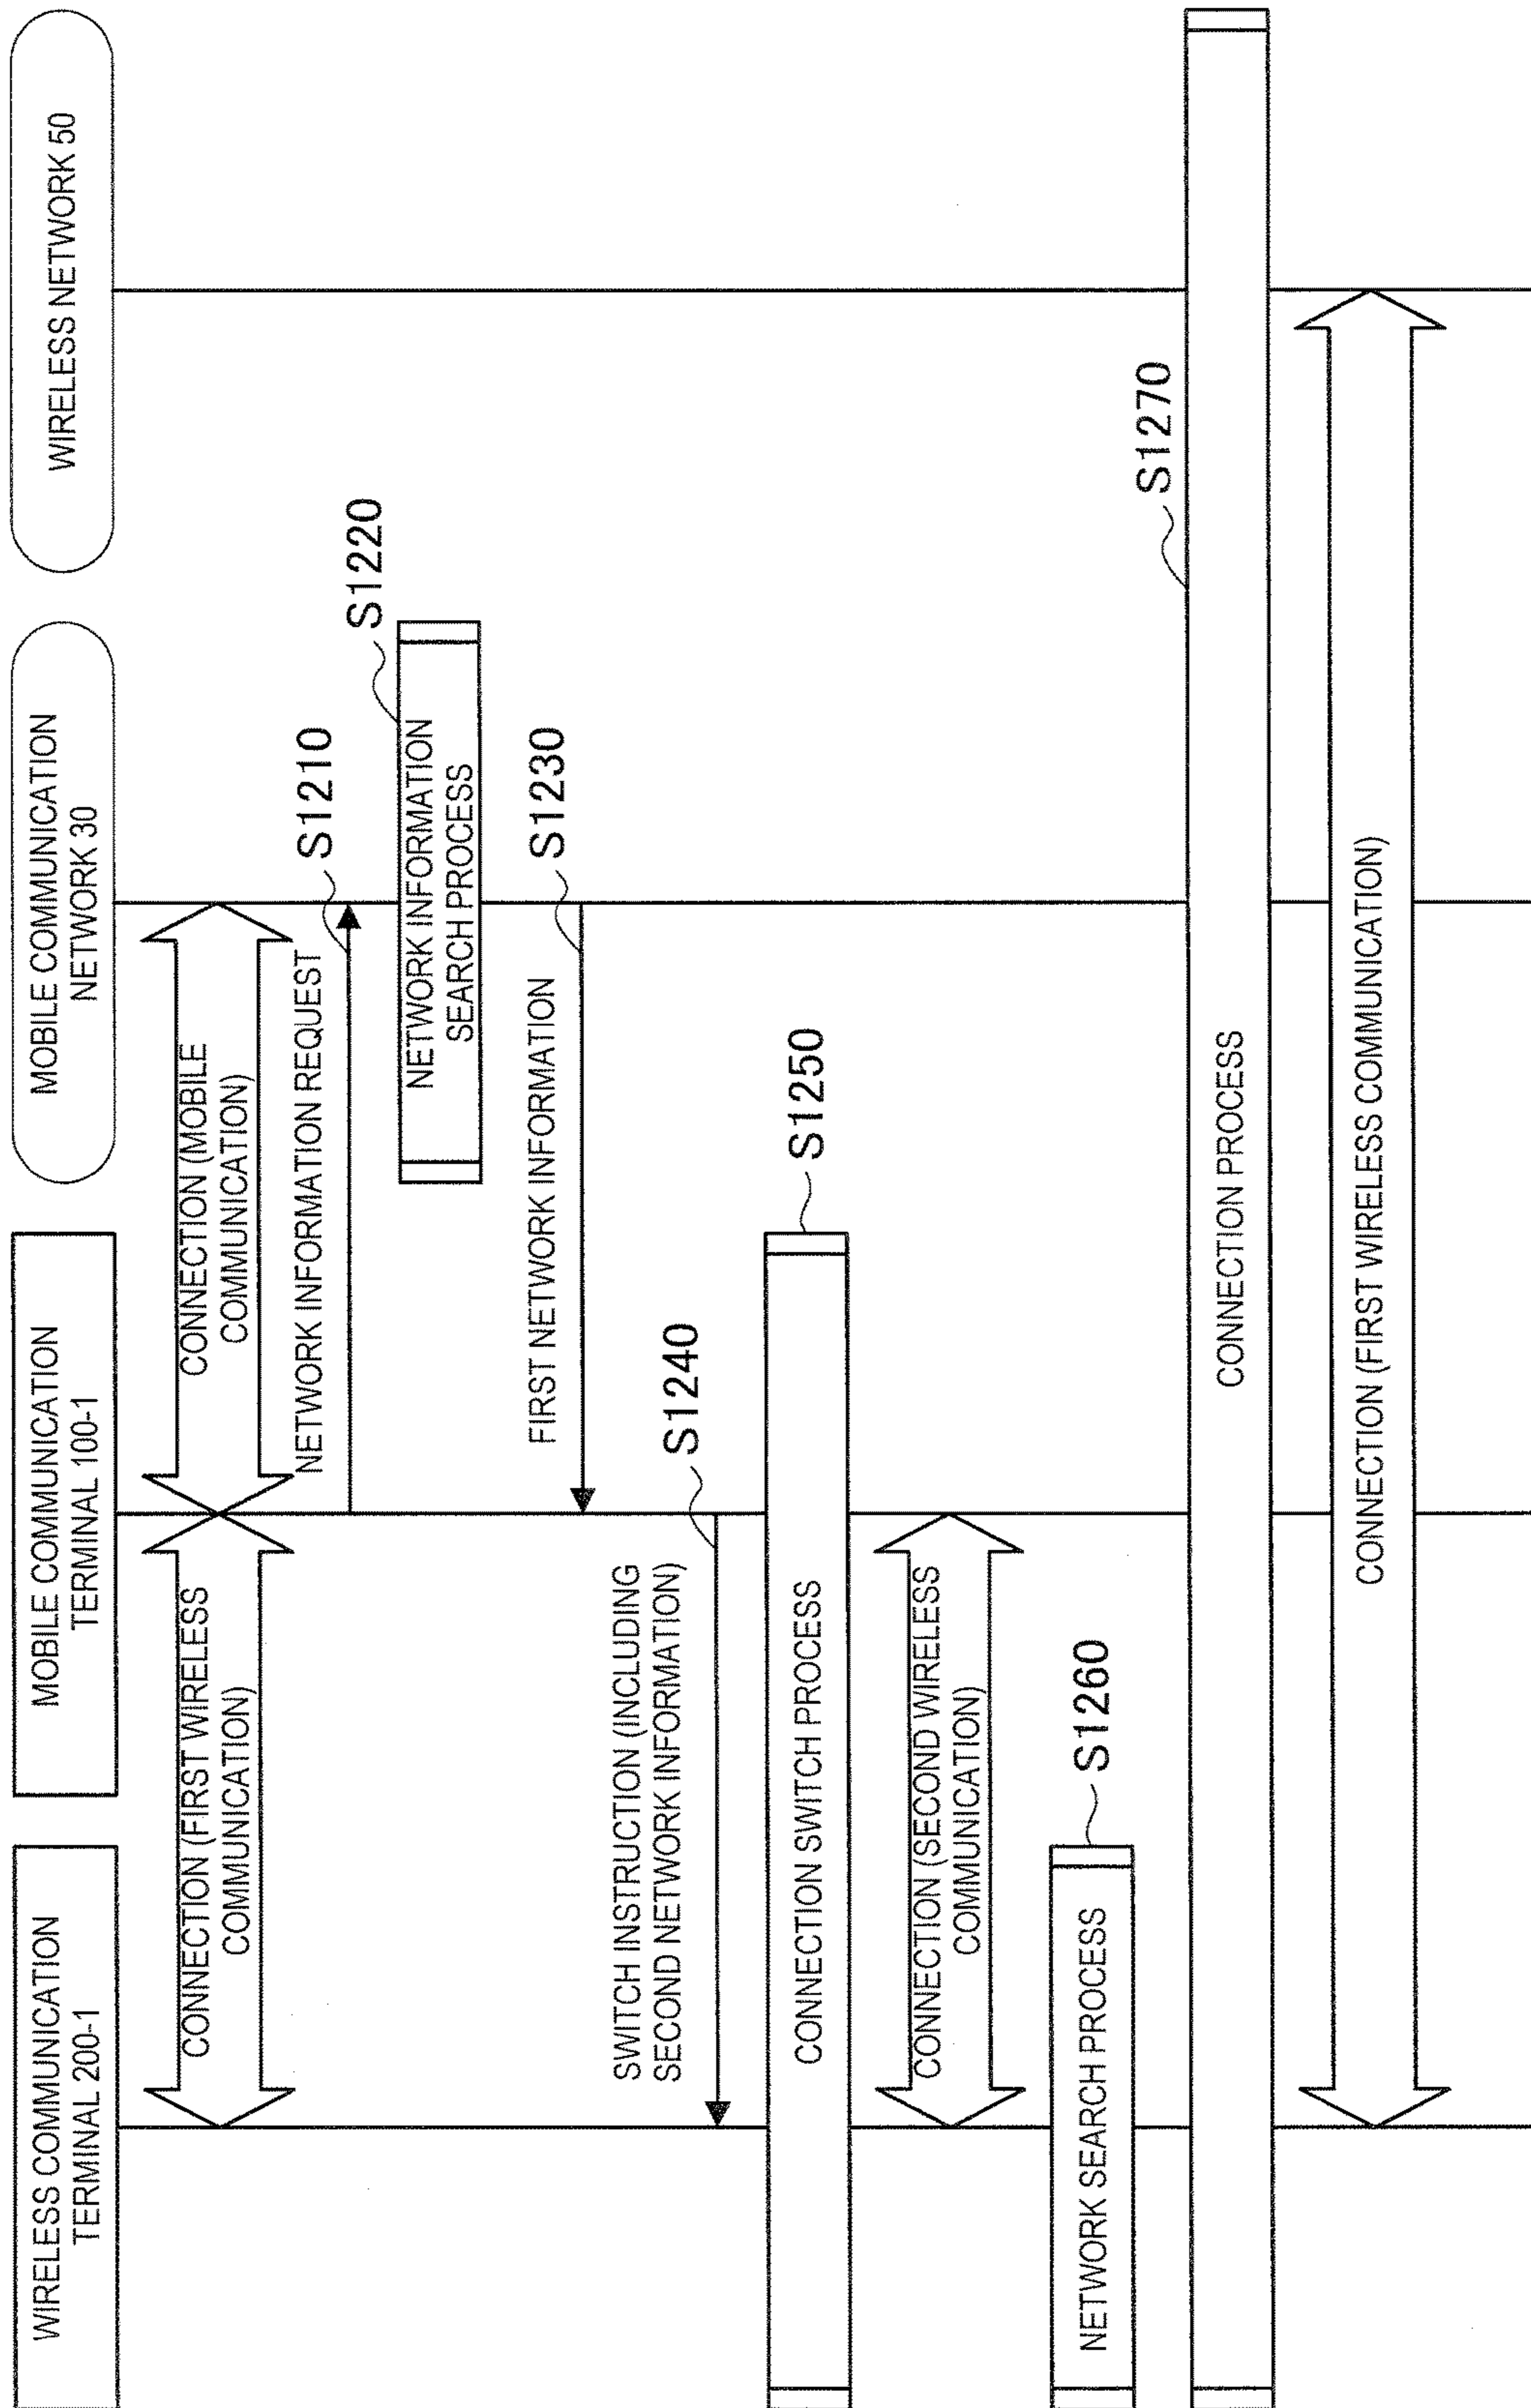 WIRELESS COMMUNICATION
TERMINAL 200-1
MOBILE COMMUNICATION
TERMINAL 100-1
MOBILE COMMUNICATION
NETWORK 30
WIRELESS NETWORK 50
CONNECTION (FIRST WIRELESS
COMMUNICATION)
CONNECTION (MOBILE
COMMUNICATION)
NETWORK INFORMATION REQUEST
S1210
S1220
NETWORK INFORMATION
SEARCH PROCESS
FIRST NETWORK INFORMATION
S1230
SWITCH INSTRUCTION (INCLUDING
SECOND NETWORK INFORMATION)
S1240
CONNECTION SWITCH PROCESS
S1250
CONNECTION (SECOND WIRELESS
COMMUNICATION)
NETWORK SEARCH PROCESS
S1260
S1270
CONNECTION PROCESS
CONNECTION (FIRST WIRELESS COMMUNICATION)